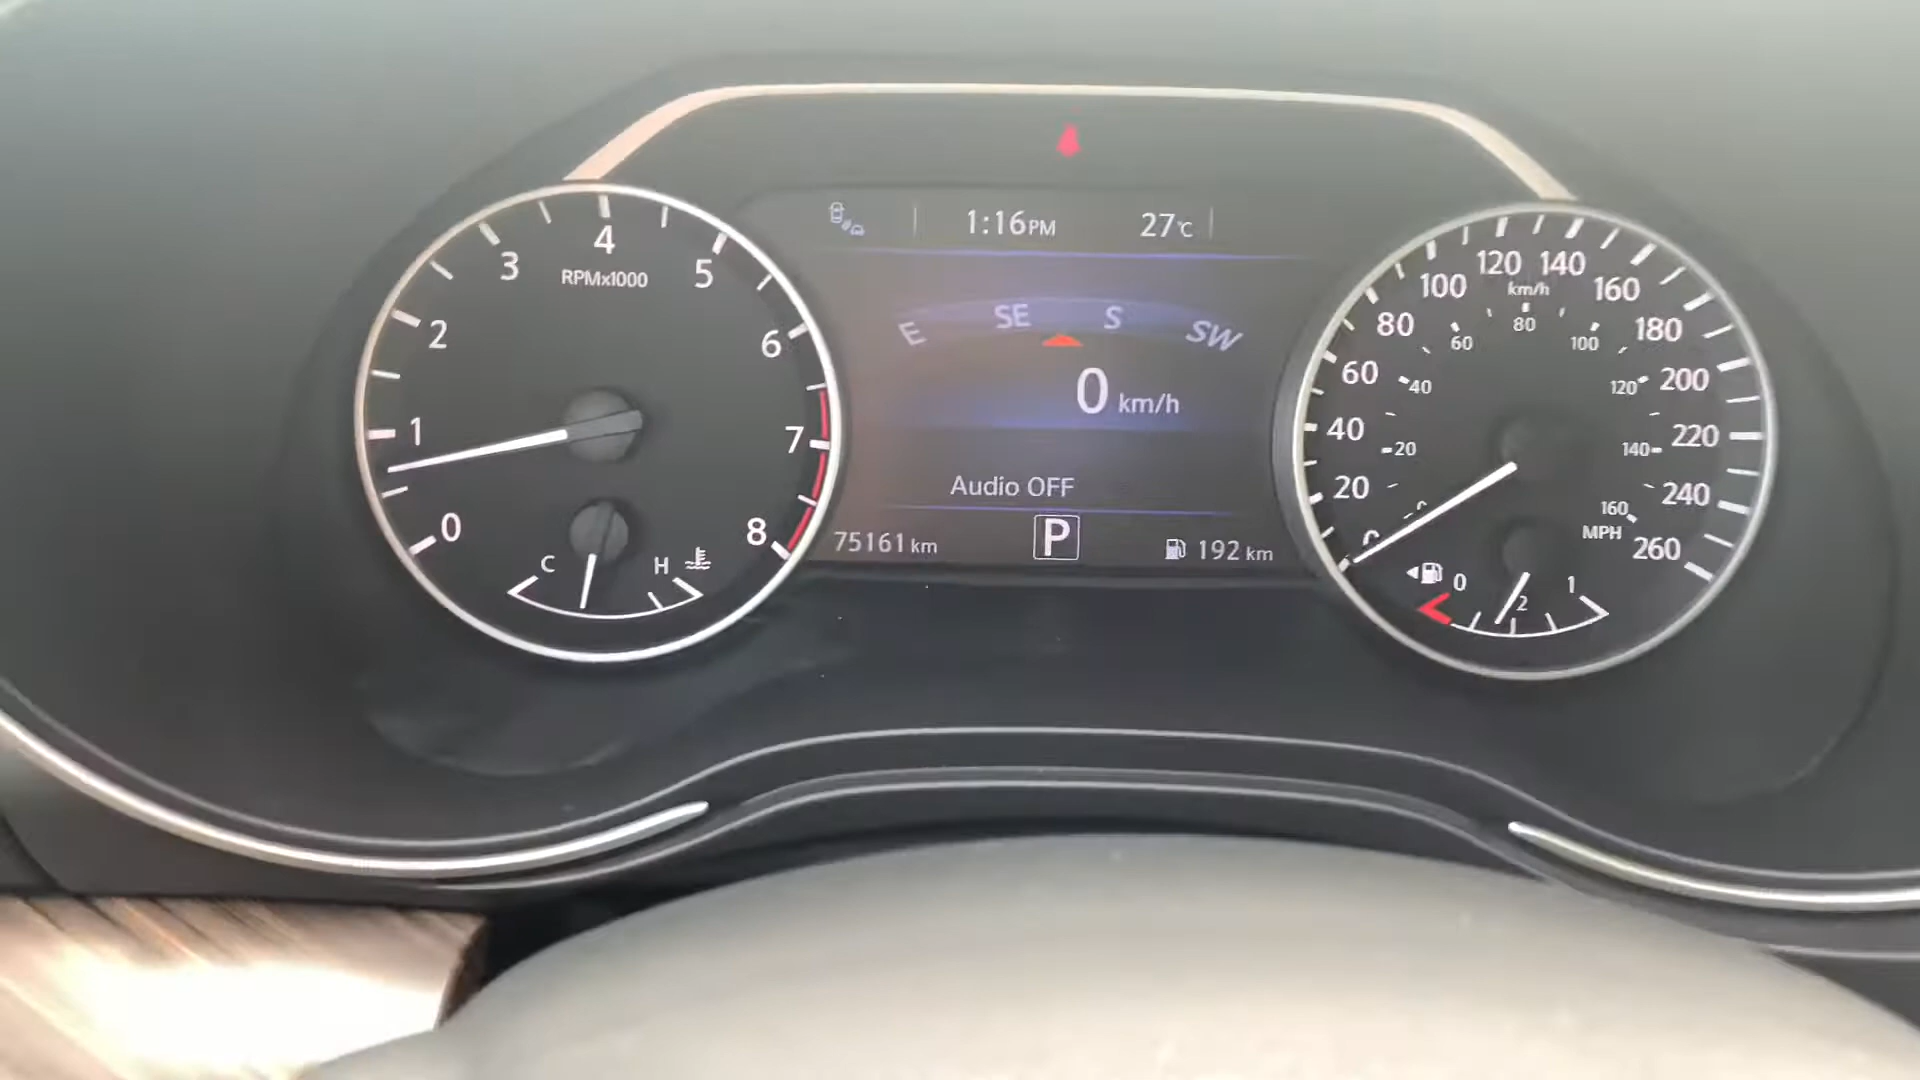 1:16PM 27°C
E SE S SW
0 km/h
Audio OFF
75161 km P 192 km
0 1 2 3 4 5 6 7 8
RPMx1000
C H
0 20 40 60 80 100 120 140 160 180 200 220 240 260
km/h
0 20 40 60 80 100 120 140 160
MPH
0 1
2